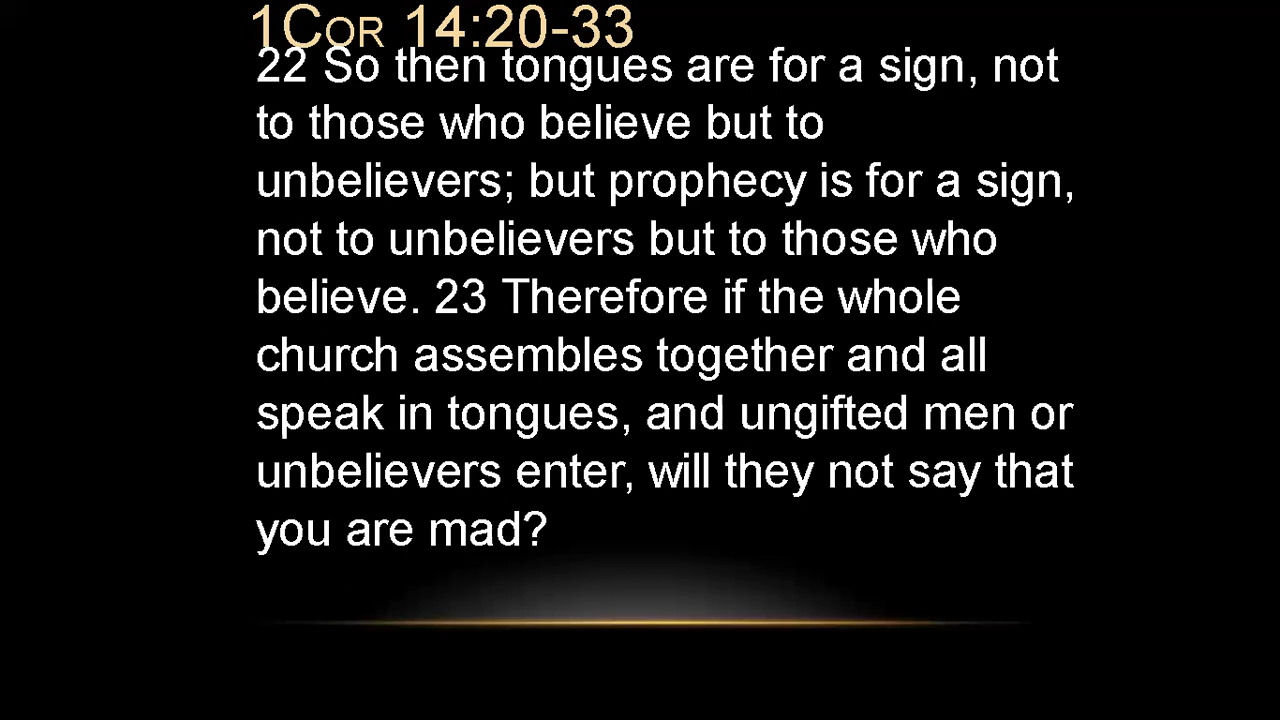 1Cor 14:20-33
22 So then tongues are for a sign, not
to those who believe but to
unbelievers; but prophecy is for a sign,
not to unbelievers but to those who
believe. 23 Therefore if the whole
church assembles together and all
speak in tongues, and ungifted men or
unbelievers enter, will they not say that
you are mad?